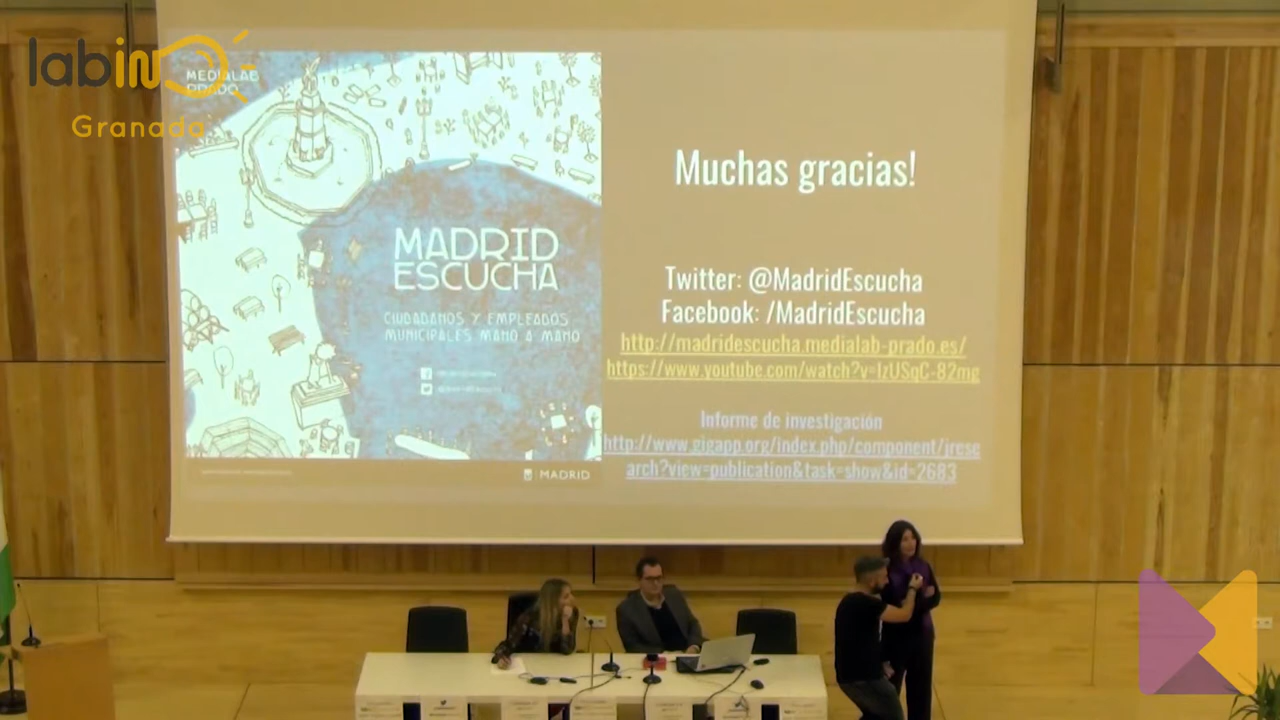 labin
Granada
MEDIALAB
PRADO
MADRID
ESCUCHA
CIUDADANOS Y EMPLEADOS
MUNICIPALES MANO A MANO
MADRID
Muchas gracias!
Twitter: @MadridEscucha
Facebook: /MadridEscucha
http://madridescucha.medialab-prado.es/
https://www.youtube.com/watch?v=IzUSqC-82mg
Informe de investigación
http://www.gigapp.org/index.php/component/jrese
arch?view=publication&task=show&id=2683